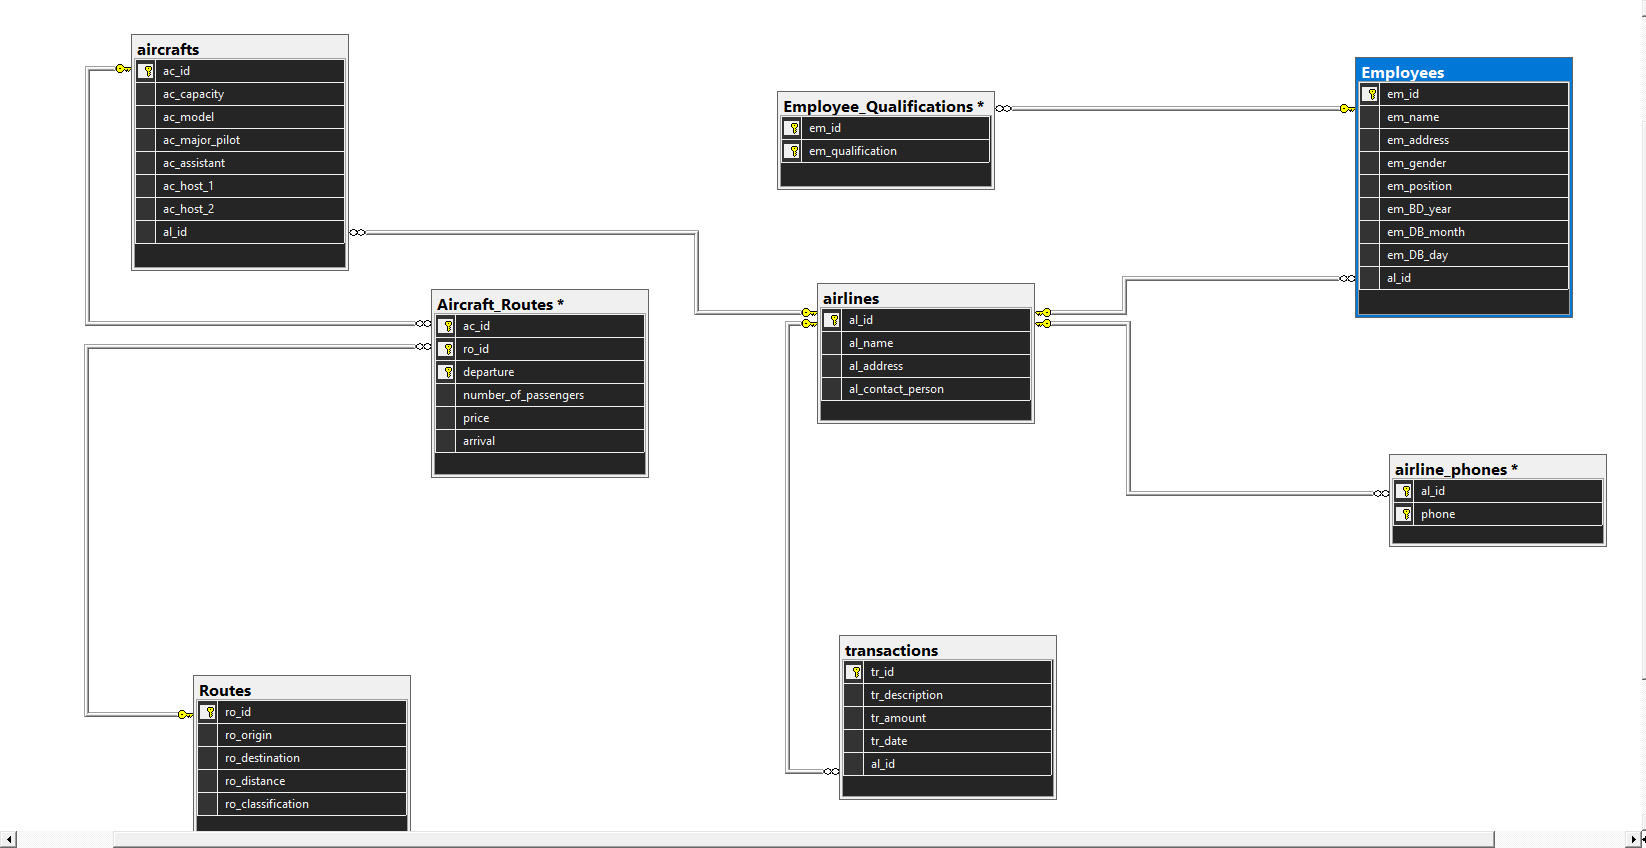 aircrafts
ac_id
ac_capacity
ac_model
ac_major_pilot
ac_assistant
ac_host_1
ac_host_2
al_id
Employee_Qualifications *
em_id
em_qualification
Employees
em_id
em_name
em_address
em_gender
em_position
em_BD_year
em_DB_month
em_DB_day
al_id
Aircraft_Routes *
ac_id
ro_id
departure
number_of_passengers
price
arrival
airlines
al_id
al_name
al_address
al_contact_person
airline_phones *
al_id
phone
transactions
tr_id
tr_description
tr_amount
tr_date
al_id
Routes
ro_id
ro_origin
ro_destination
ro_distance
ro_classification